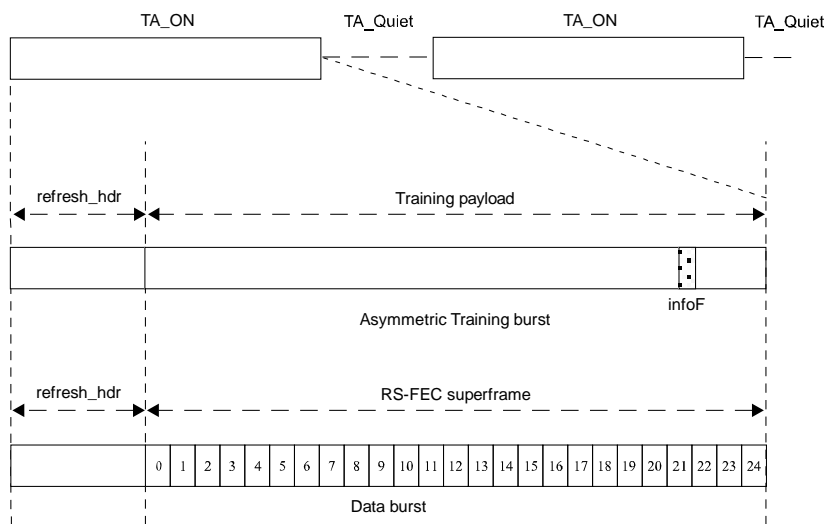 TA_ON TA_Quiet TA_ON TA_Quiet
refresh_hdr Training payload
infoF
Asymmetric Training burst
refresh_hdr RS-FEC superframe
0 1 2 3 4 5 6 7 8 9 10 11 12 13 14 15 16 17 18 19 20 21 22 23 24
Data burst